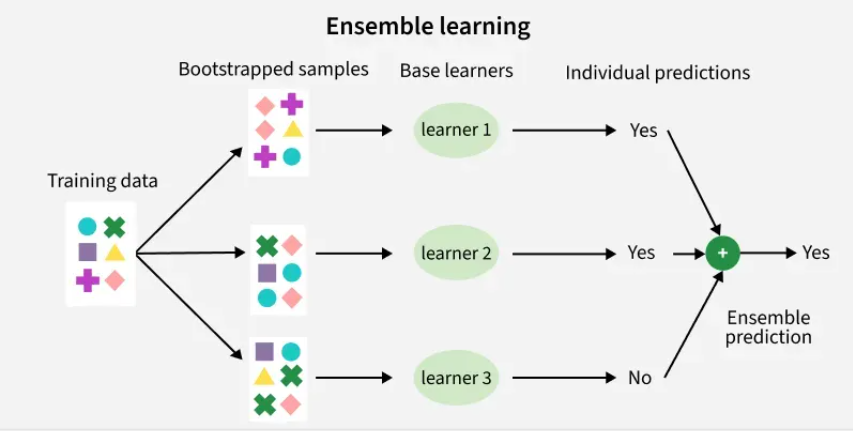 Ensemble learning
Bootstrapped samples
Base learners
Individual predictions
Training data
learner 1
Yes
learner 2
Yes
+
Yes
Ensemble
prediction
learner 3
No